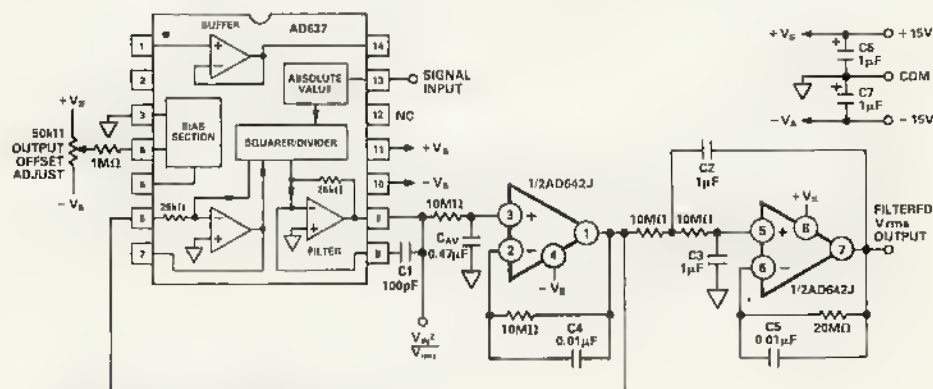 BUFFER
AD637
1
14
2
ABSOLUTE
VALUE
13
SIGNAL
INPUT
3
12
NC
+VS
50kΩ
OUTPUT
OFFSET
ADJUST
-VS
1MΩ
BIAS
SECTION
SQUARER/DIVIDER
11
+VS
10
-VS
25kΩ
25kΩ
6
9
7
8
FILTER
C1
100pF
10MΩ
CAV
0.47µF
1/2AD642J
3
+
2
-
1
4
-VS
10MΩ
C4
0.01µF
10MΩ
10MΩ
C2
1µF
C3
1µF
+VS
5
+
6
-
8
7
1/2AD642J
FILTERED
Vrms
OUTPUT
20MΩ
C5
0.01µF
+VS
+15V
C6
1µF
COM
C7
1µF
-VS
-15V